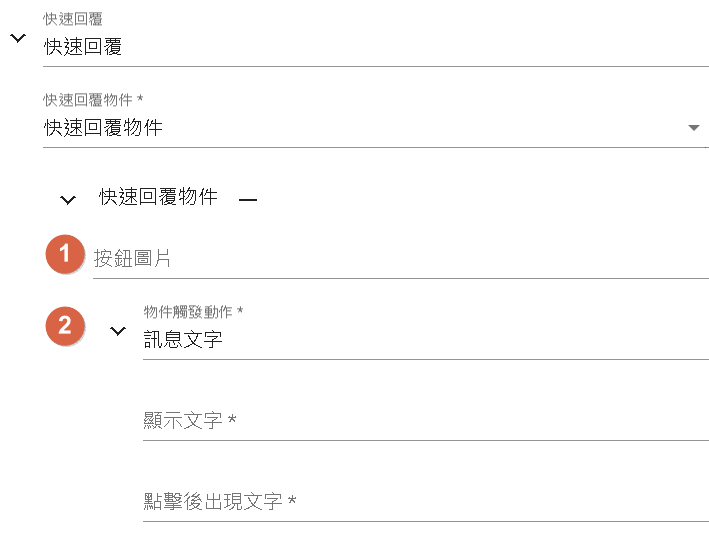 快速回覆
快速回覆
快速回覆物件 *
快速回覆物件
快速回覆物件
1 按鈕圖片
2 物件觸發動作 *
訊息文字
顯示文字 *
點擊後出現文字 *